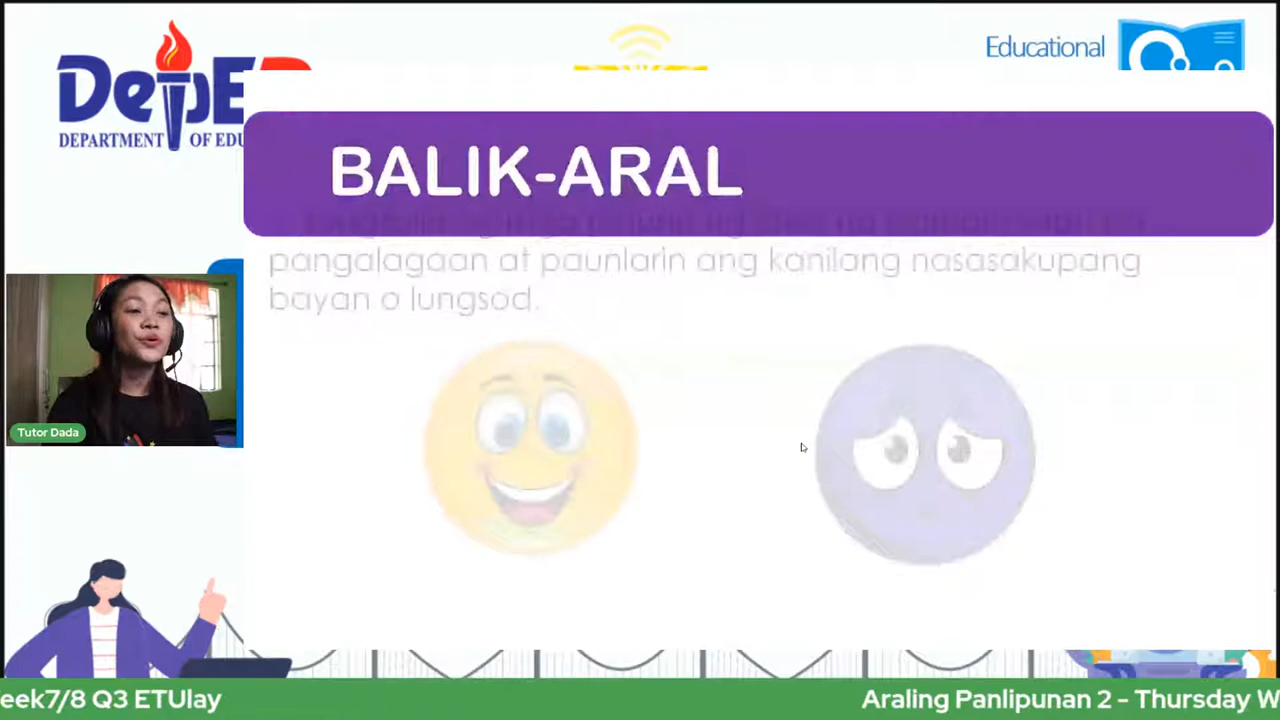 DepE
DEPARTMENT OF EDU
Educational
BALIK-ARAL
pangalagaan at paunlarin ang kanilang nasasakupang
bayan o lungsod.
Tutor Dada
eek7/8 Q3 ETUlay
Araling Panlipunan 2 - Thursday W